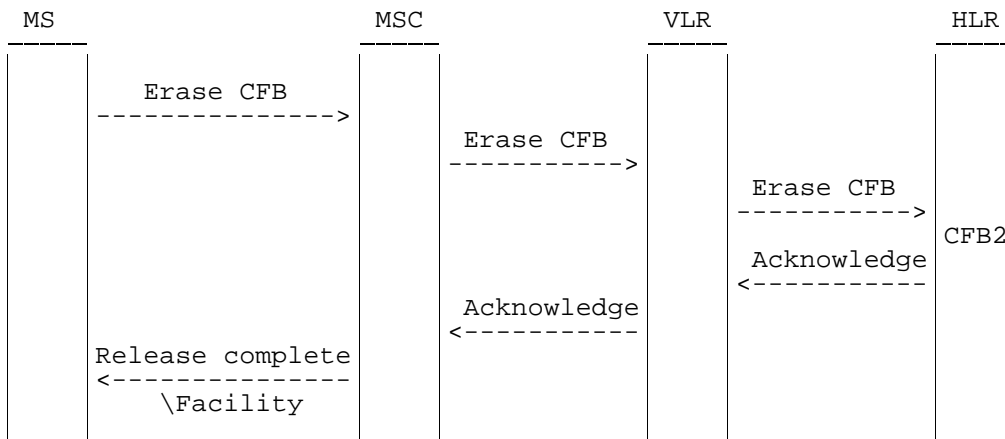 MS MSC VLR HLR
Erase CFB
Erase CFB
Erase CFB
CFB2
Acknowledge
Acknowledge
Release complete
\Facility